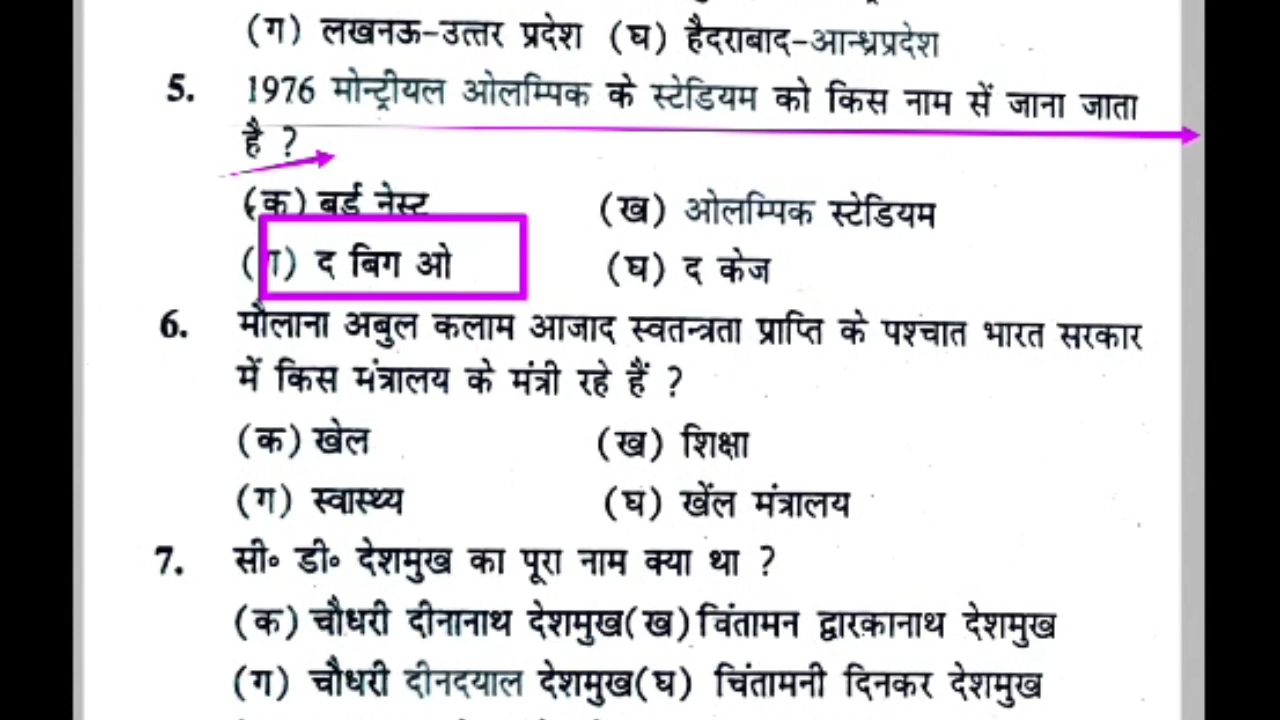 (ग) लखनऊ-उत्तर प्रदेश (घ) हैदराबाद-आन्ध्रप्रदेश
5. 1976 मोन्ट्रीयल ओलम्पिक के स्टेडियम को किस नाम सें जाना जाता
है ?
(क) बर्ड नेस्ट (ख) ओलम्पिक स्टेडियम
(ग) द बिग ओ (घ) द केज
6. मौलाना अबुल कलाम आजाद स्वतन्त्रता प्राप्ति के पश्चात भारत सरकार
में किस मंत्रालय के मंत्री रहे हैं ?
(क) खेल (ख) शिक्षा
(ग) स्वास्थ्य (घ) खेंल मंत्रालय
7. सी॰ डी॰ देशमुख का पूरा नाम क्या था ?
(क) चौधरी दीनानाथ देशमुख(ख) चिंतामन द्वारकानाथ देशमुख
(ग) चौधरी दीनदयाल देशमुख(घ) चिंतामनी दिनकर देशमुख